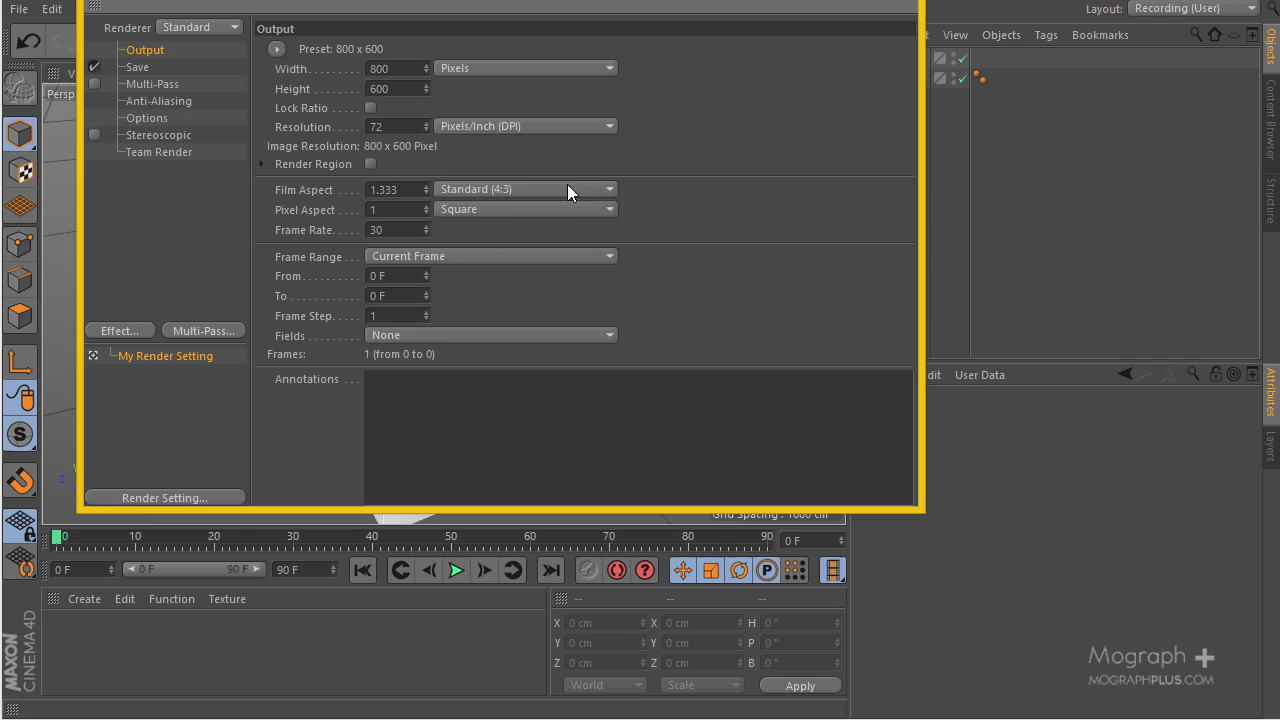 File Edit
Layout: Recording (User)
Renderer Standard
Output
Save
Multi-Pass
Anti-Aliasing
Options
Stereoscopic
Team Render
Effect... Multi-Pass...
My Render Setting
Render Setting...
Output
Preset: 800 x 600
Width 800 Pixels
Height 600
Lock Ratio
Resolution 72 Pixels/Inch (DPI)
Image Resolution: 800 x 600 Pixel
Render Region
Film Aspect 1.333 Standard (4:3)
Pixel Aspect 1 Square
Frame Rate 30
Frame Range Current Frame
From 0 F
To 0 F
Frame Step 1
Fields None
Frames: 1 (from 0 to 0)
Annotations
View Objects Tags Bookmarks
Objects
Content Browser
Structure
User Data
Attributes
Layers
Persp
Grid Spacing : 1000 cm
0 10 20 30 40 50 60 70 80 90 0 F
0 F 0 F 90 F 90 F
Create Edit Function Texture
-- -- --
X 0 cm X 0 cm H 0 °
Y 0 cm Y 0 cm P 0 °
Z 0 cm Z 0 cm B 0 °
World Scale Apply
MAXON
CINEMA 4D
Mograph +
MOGRAPHPLUS.COM